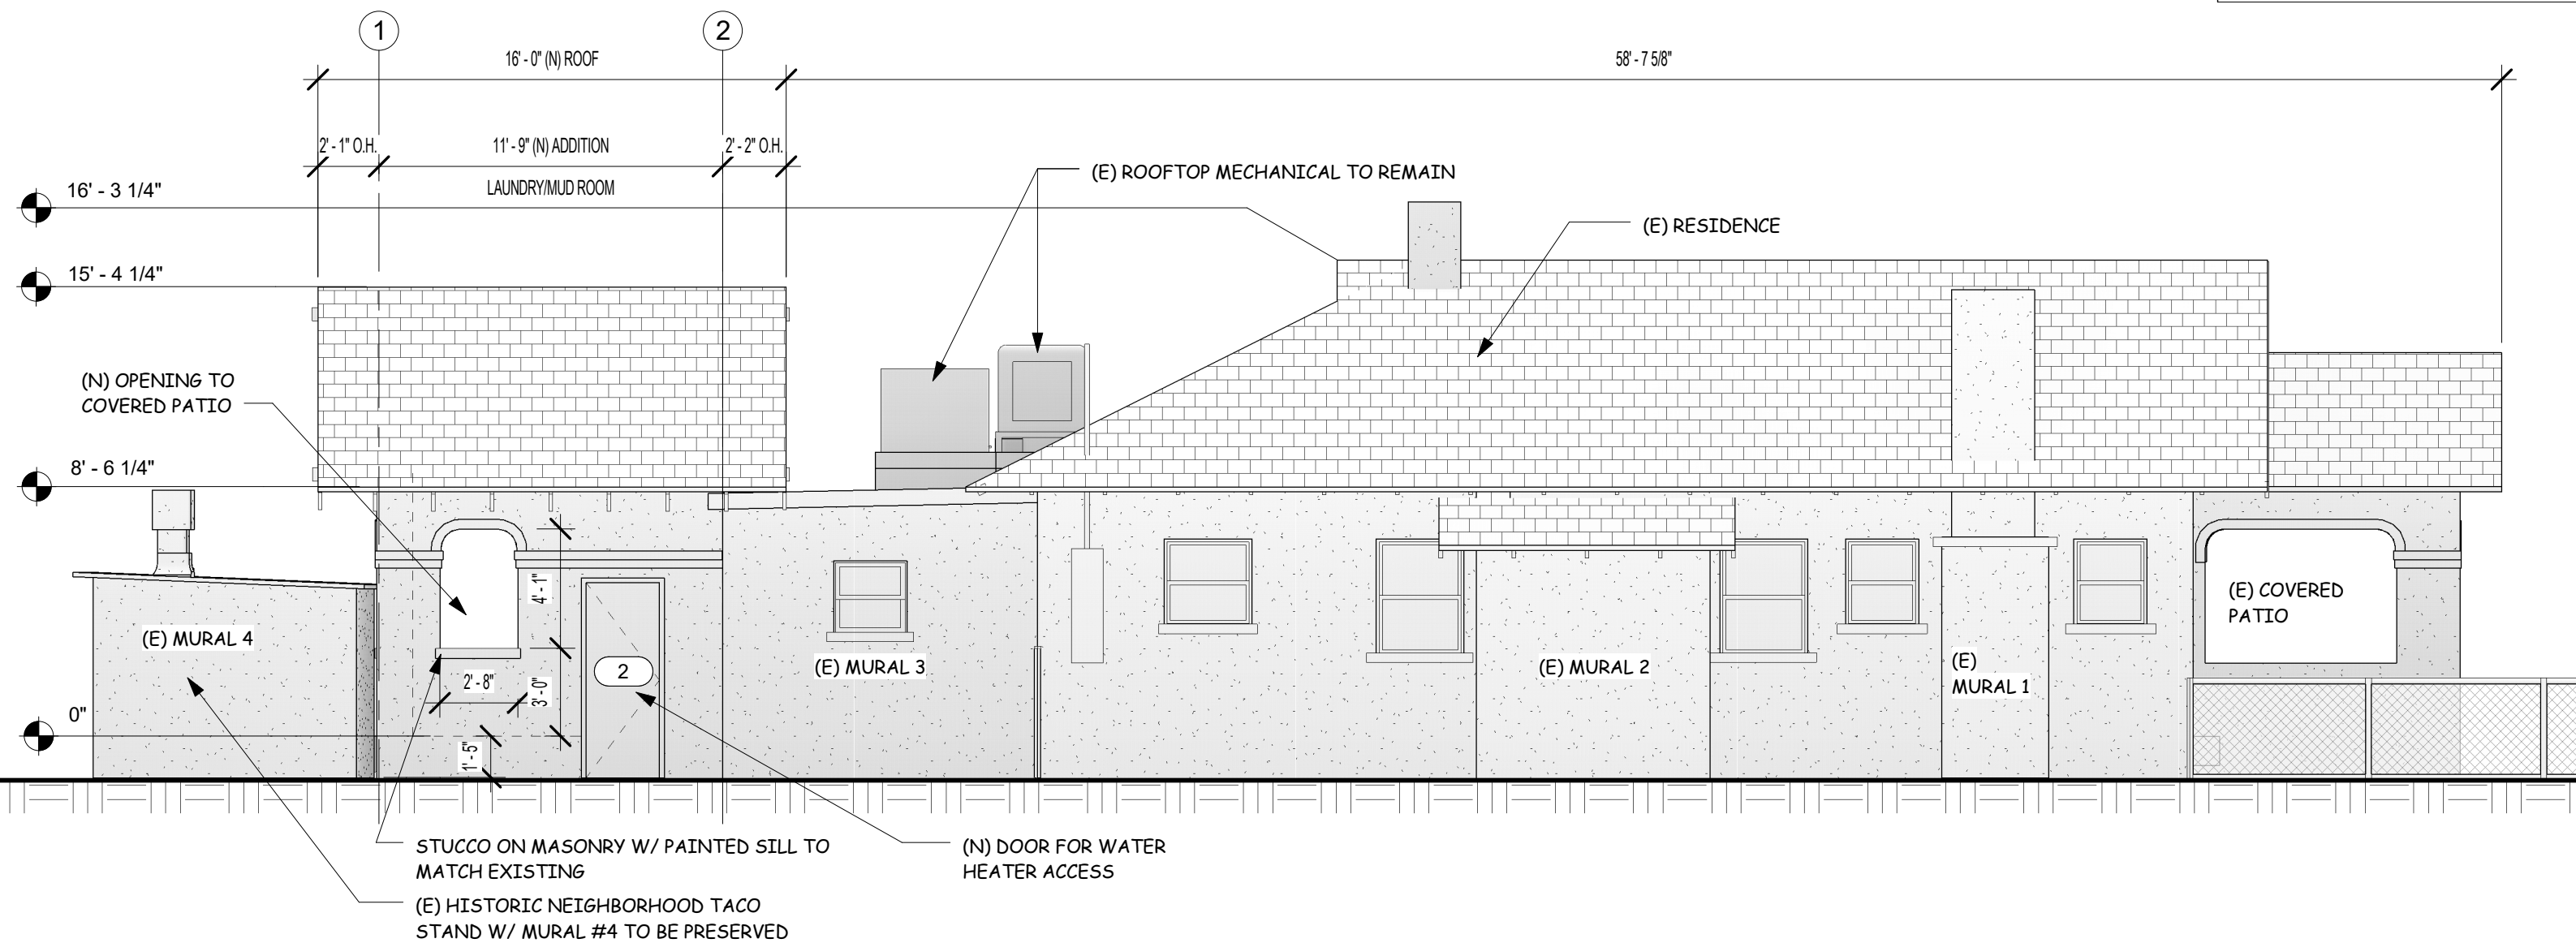 1
2
16' - 0" (N) ROOF
58' - 7 5/8"
2' - 1" O.H.
11' - 9" (N) ADDITION
2' - 2" O.H.
LAUNDRY/MUD ROOM
(E) ROOFTOP MECHANICAL TO REMAIN
16' - 3 1/4"
(E) RESIDENCE
15' - 4 1/4"
(N) OPENING TO
COVERED PATIO
8' - 6 1/4"
4' - 1"
(E) COVERED
PATIO
(E) MURAL 4
2
(E) MURAL 3
(E) MURAL 2
(E)
MURAL 1
2' - 8"
3' - 0"
0"
1' - 5"
STUCCO ON MASONRY W/ PAINTED SILL TO
MATCH EXISTING
(N) DOOR FOR WATER
HEATER ACCESS
(E) HISTORIC NEIGHBORHOOD TACO
STAND W/ MURAL #4 TO BE PRESERVED